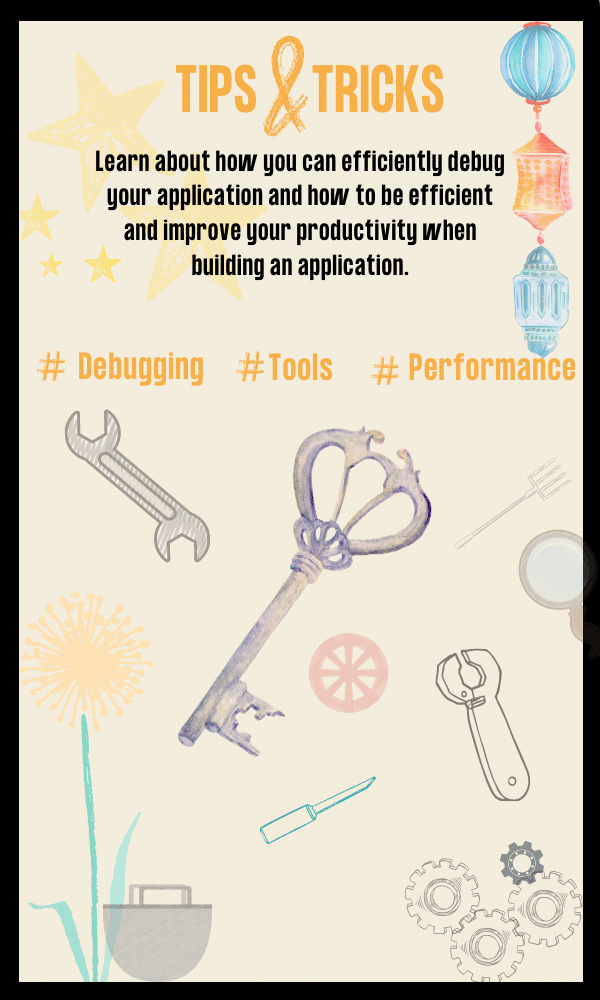 TIPS & TRICKS
Learn about how you can efficiently debug
your application and how to be efficient
and improve your productivity when
building an application.
# Debugging #Tools # Performance